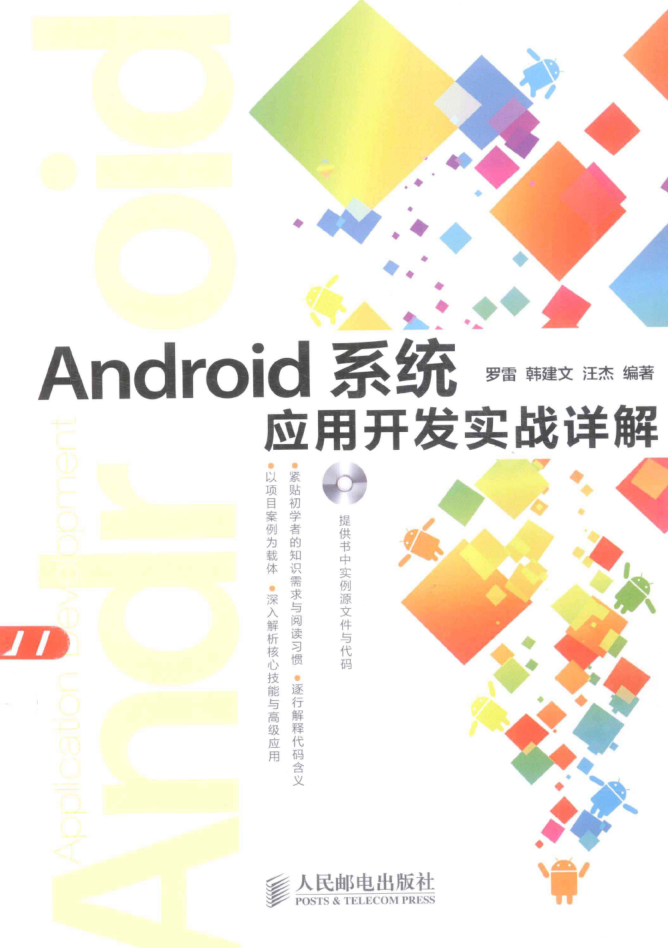 Android
Application Development
Android 系统
罗雷 韩建文 汪杰 编著
应用开发实战详解
提供书中实例源文件与代码
• 紧贴初学者的知识需求与阅读习惯 • 逐行解释代码含义
• 以项目案例为载体 • 深入解析核心技能与高级应用
人民邮电出版社
POSTS & TELECOM PRESS